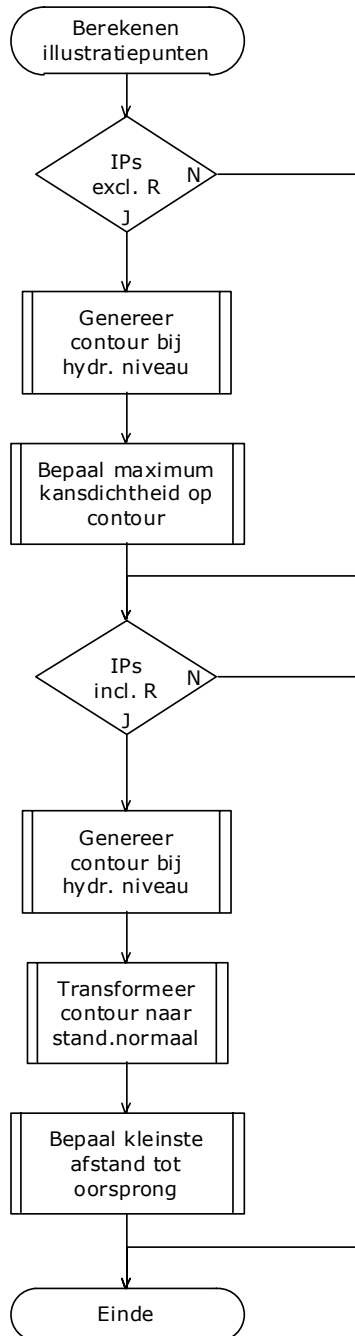 Berekenen
illustratiepunten
IPs
excl. R
N
J
Genereer
contour bij
hydr. niveau
Bepaal maximum
kansdichtheid op
contour
IPs
incl. R
N
J
Genereer
contour bij
hydr. niveau
Transformeer
contour naar
stand.normaal
Bepaal kleinste
afstand tot
oorsprong
Einde